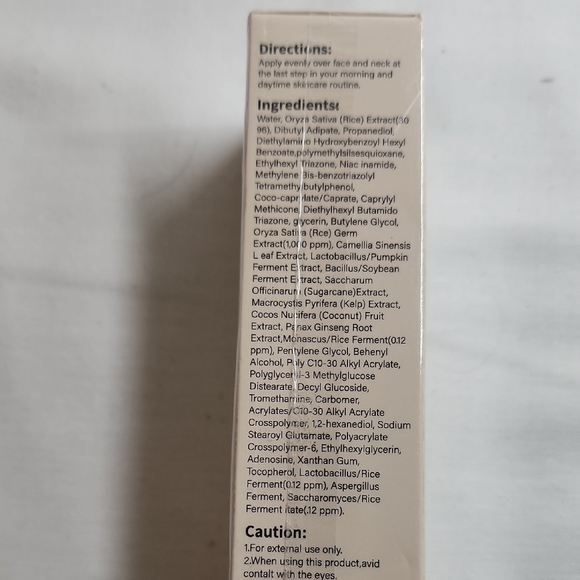 Directions:
Apply evenly over face and neck at
the last step in your morning and
daytime skincare routine.
Ingredients:
Water, Oryza Sativa (Rice) Extract(30
96), Dibutyl Adipate, Propanediol,
Diethylamino Hydroxybenzoyl Hexyl
Benzoate,polymethylsilsesquioxane,
Ethylhexyl Triazone, Niac inamide,
Methylene Bis-benzotriazolyl
Tetramethylbutylphenol,
Coco-caprylate/Caprate, Caprylyl
Methicone, Diethylhexyl Butamido
Triazone, glycerin, Butylene Glycol,
Oryza Sativa (Rce) Germ
Extract(1,000 ppm), Camellia Sinensis
L eaf Extract, Lactobacillus/Pumpkin
Ferment Extract, Bacillus/Soybean
Ferment Extract, Saccharum
Officinarum (Sugarcane)Extract,
Macrocystis Pyrifera (Kelp) Extract,
Cocos Nucifera (Coconut) Fruit
Extract, Panax Ginseng Root
Extract,Monascus/Rice Ferment(0.12
ppm), Pentylene Glycol, Behenyl
Alcohol, Poly C10-30 Alkyl Acrylate,
Polyglyceril-3 Methylglucose
Distearate, Decyl Glucoside,
Tromethamine, Carbomer,
Acrylates/C10-30 Alkyl Acrylate
Crosspolymer, 1,2-hexanediol, Sodium
Stearoyl Glutamate, Polyacrylate
Crosspolymer-6, Ethylhexylglycerin,
Adenosine, Xanthan Gum,
Tocopherol, Lactobacillus/Rice
Ferment(0.12 ppm), Aspergillus
Ferment, Saccharomyces/Rice
Ferment itate(.12 ppm).
Caution:
1.For external use only.
2.When using this product,avid
contalt with the eyes.